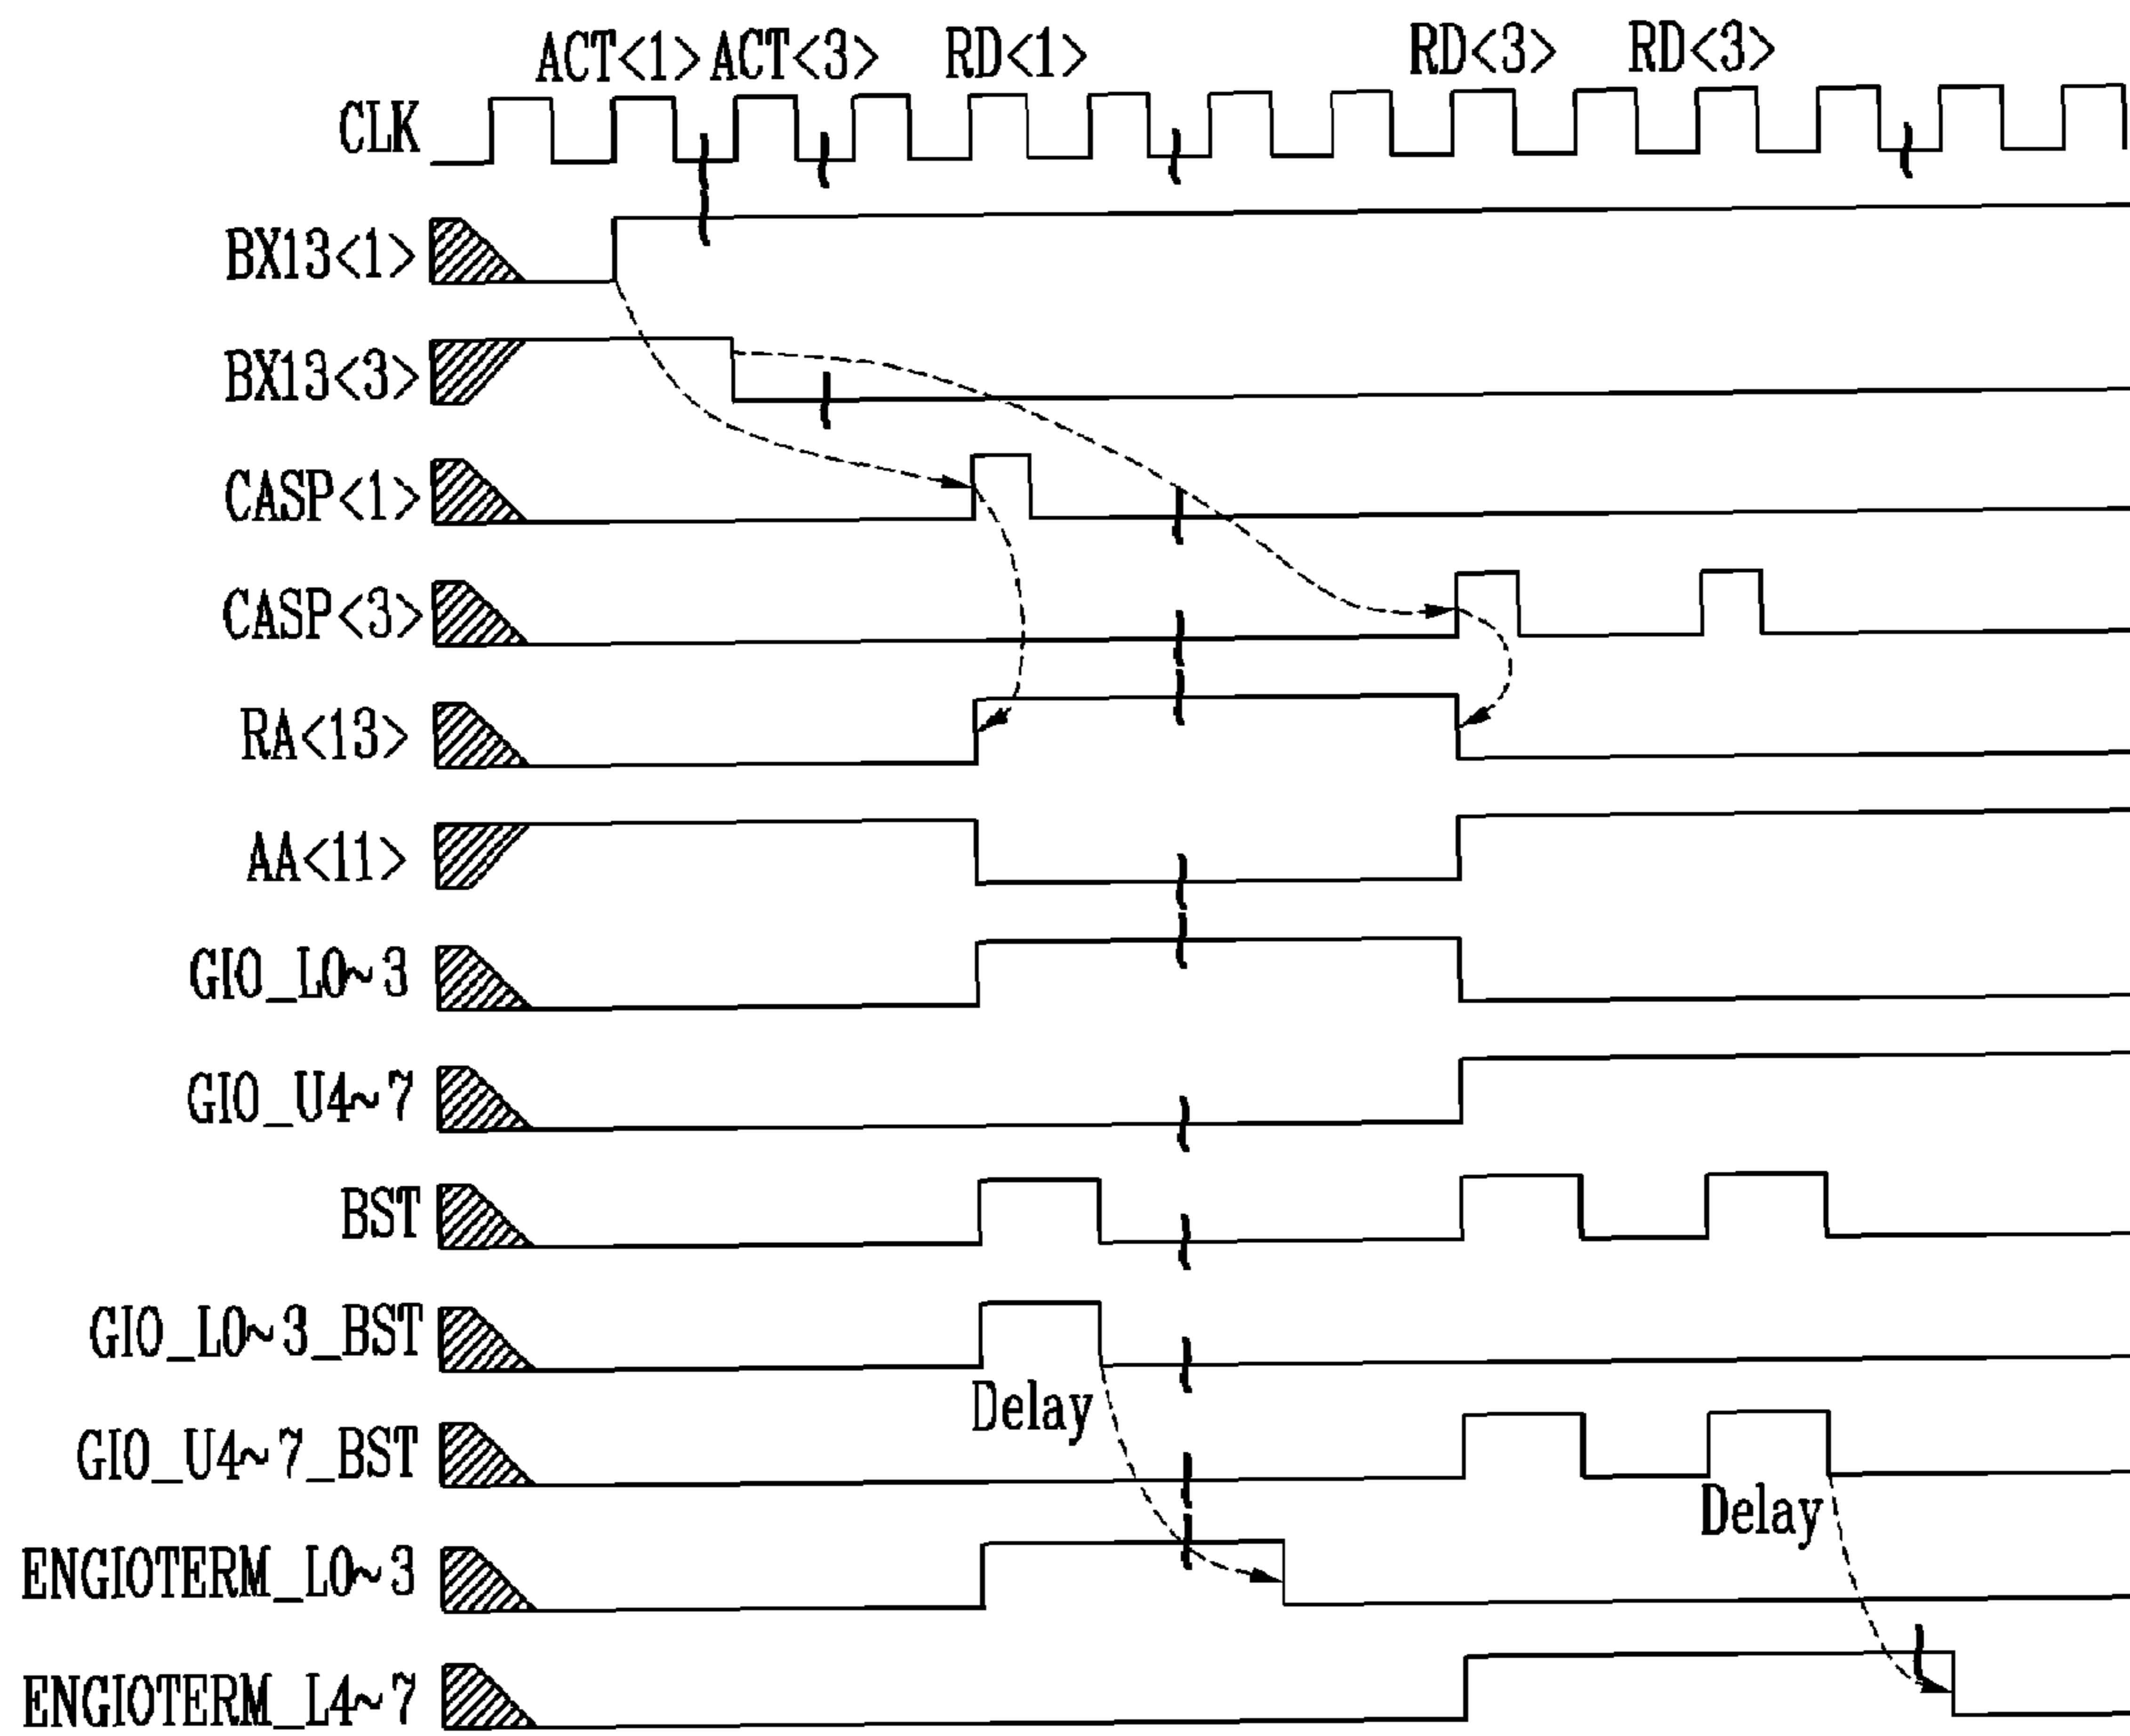 ACT<1> ACT<3> RD<1> RD<3> RD<3>
CLK
BX13<1>
BX13<3>
CASP<1>
CASP<3>
RA<13>
AA<11>
GIO_L0~3
GIO_U4~7
BST
GIO_L0~3_BST
Delay
GIO_U4~7_BST
Delay
ENGIOTERM_L0~3
ENGIOTERM_L4~7